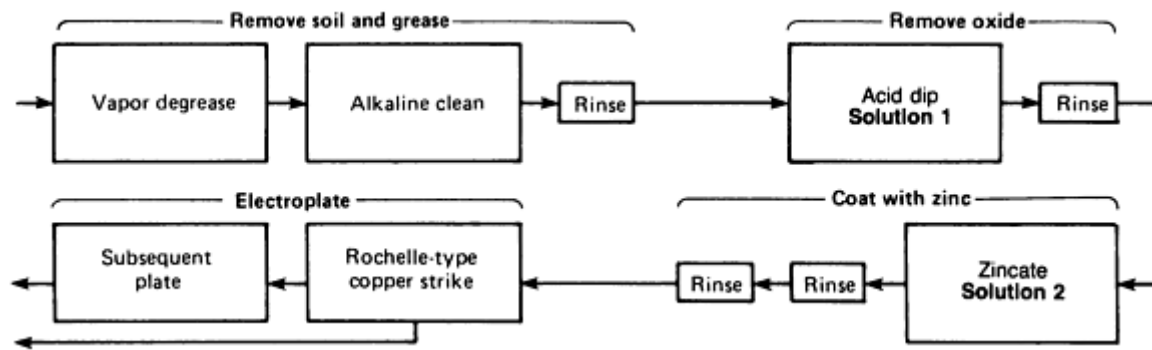 Remove soil and grease
Remove oxide
Vapor degrease
Alkaline clean
Rinse
Acid dip
Solution 1
Rinse
Electroplate
Coat with zinc
Subsequent
plate
Rochelle-type
copper strike
Rinse
Rinse
Zincate
Solution 2